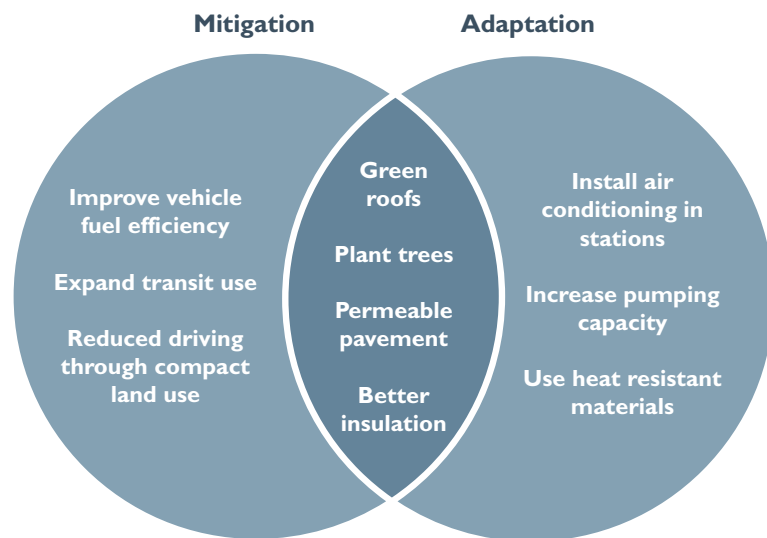 Mitigation
Adaptation
Improve vehicle
fuel efficiency
Expand transit use
Reduced driving
through compact
land use
Green
roofs
Plant trees
Permeable
pavement
Better
insulation
Install air
conditioning in
stations
Increase pumping
capacity
Use heat resistant
materials